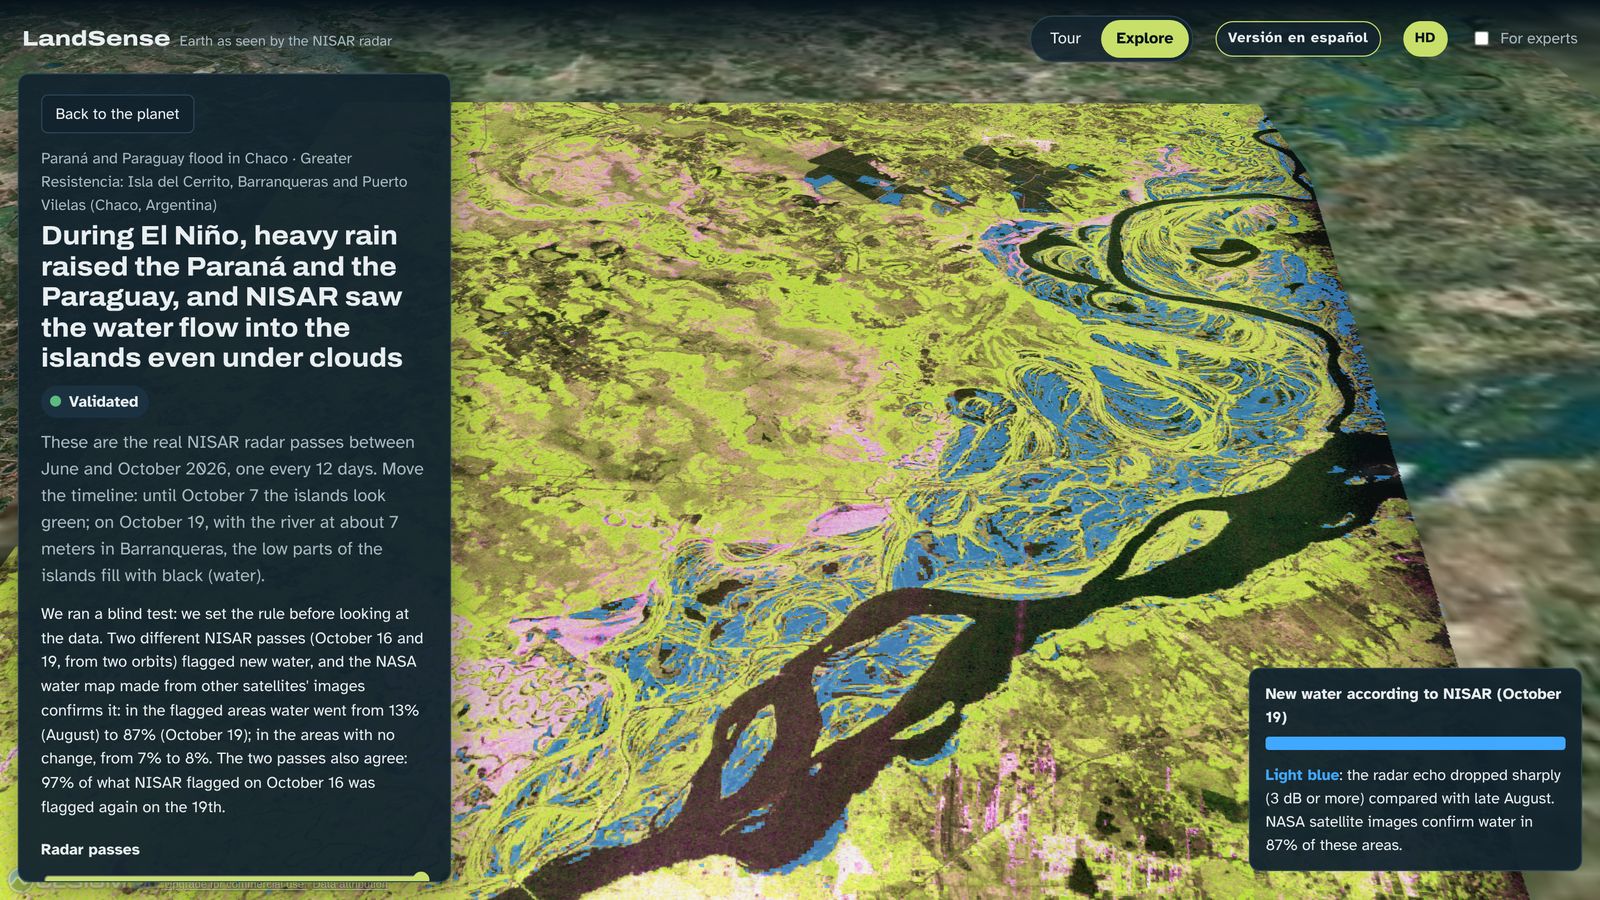 LandSense Earth as seen by the NISAR radar
Tour Explore Versión en español HD For experts
Back to the planet
Paraná and Paraguay flood in Chaco · Greater
Resistencia: Isla del Cerrito, Barranqueras and Puerto
Vilelas (Chaco, Argentina)
During El Niño, heavy rain
raised the Paraná and the
Paraguay, and NISAR saw
the water flow into the
islands even under clouds
Validated
These are the real NISAR radar passes between
June and October 2026, one every 12 days. Move
the timeline: until October 7 the islands look
green; on October 19, with the river at about 7
meters in Barranqueras, the low parts of the
islands fill with black (water).
We ran a blind test: we set the rule before looking at
the data. Two different NISAR passes (October 16 and
19, from two orbits) flagged new water, and the NASA
water map made from other satellites' images
confirms it: in the flagged areas water went from 13%
(August) to 87% (October 19); in the areas with no
change, from 7% to 8%. The two passes also agree:
97% of what NISAR flagged on October 16 was
flagged again on the 19th.
Radar passes
Upgrade for commercial use. Data attribution
New water according to NISAR (October
19)
Light blue: the radar echo dropped sharply
(3 dB or more) compared with late August.
NASA satellite images confirm water in
87% of these areas.